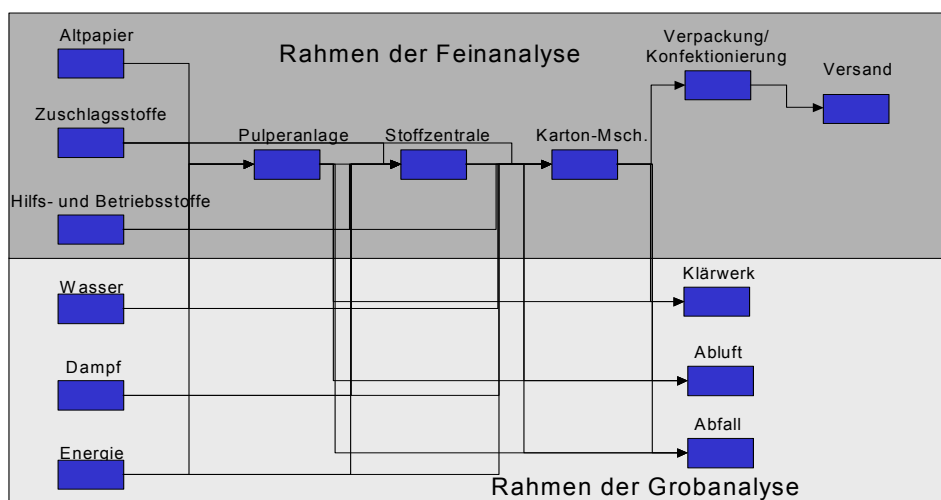 Altpapier
Rahmen der Feinanalyse
Verpackung/
Konfektionierung
Versand
Zuschlagsstoffe
Pulperanlage
Stoffzentrale
Karton-Msch.
Hilfs- und Betriebsstoffe
Wasser
Klärwerk
Dampf
Abluft
Energie
Abfall
Rahmen der Grobanalyse